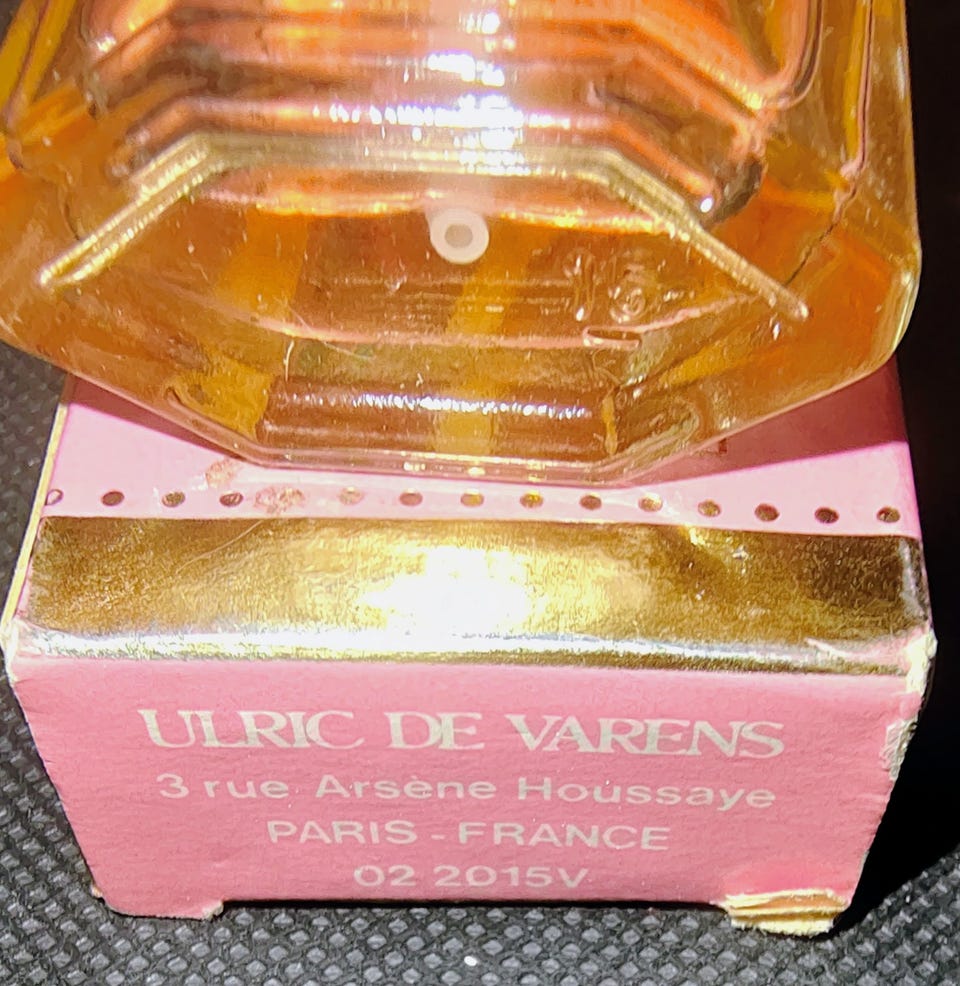 ULRIC DE VARENS
3 rue Arsène Houssaye
PARIS - FRANCE
02 2015V